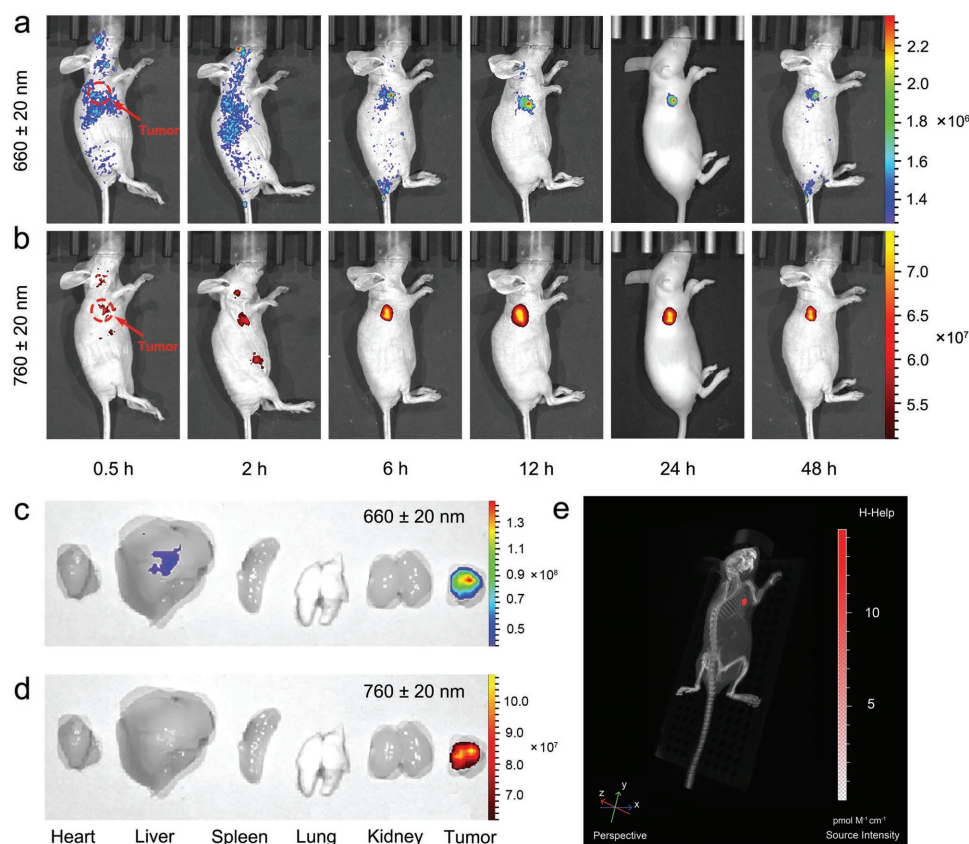 a
660 ± 20 nm
Tumor
2.2
2.0
1.8
1.6
1.4
×10⁶
b
760 ± 20 nm
Tumor
7.0
6.5
6.0
5.5
×10⁷
0.5 h 2 h 6 h 12 h 24 h 48 h
c
660 ± 20 nm
1.3
1.1
0.9
0.7
0.5
×10⁸
d
760 ± 20 nm
10.0
9.0
8.0
7.0
×10⁷
Heart Liver Spleen Lung Kidney Tumor
e
H-Help
10
5
z y x
Perspective
pmol M⁻¹ cm⁻¹
Source Intensity